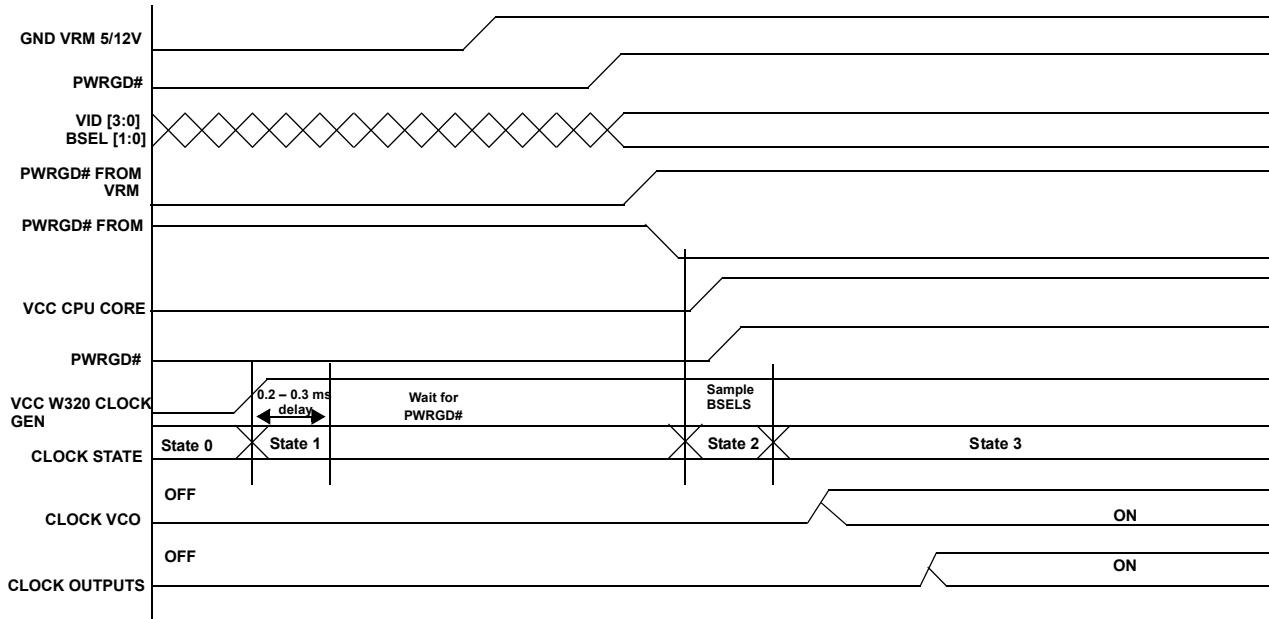 GND VRM 5/12V
PWRGD#
VID [3:0]
BSEL [1:0]
PWRGD# FROM
VRM
PWRGD# FROM
VCC CPU CORE
PWRGD#
VCC W320 CLOCK
GEN
0.2 – 0.3 ms
delay
Wait for
PWRGD#
Sample
BSELS
CLOCK STATE
State 0
State 1
State 2
State 3
OFF
CLOCK VCO
ON
OFF
CLOCK OUTPUTS
ON